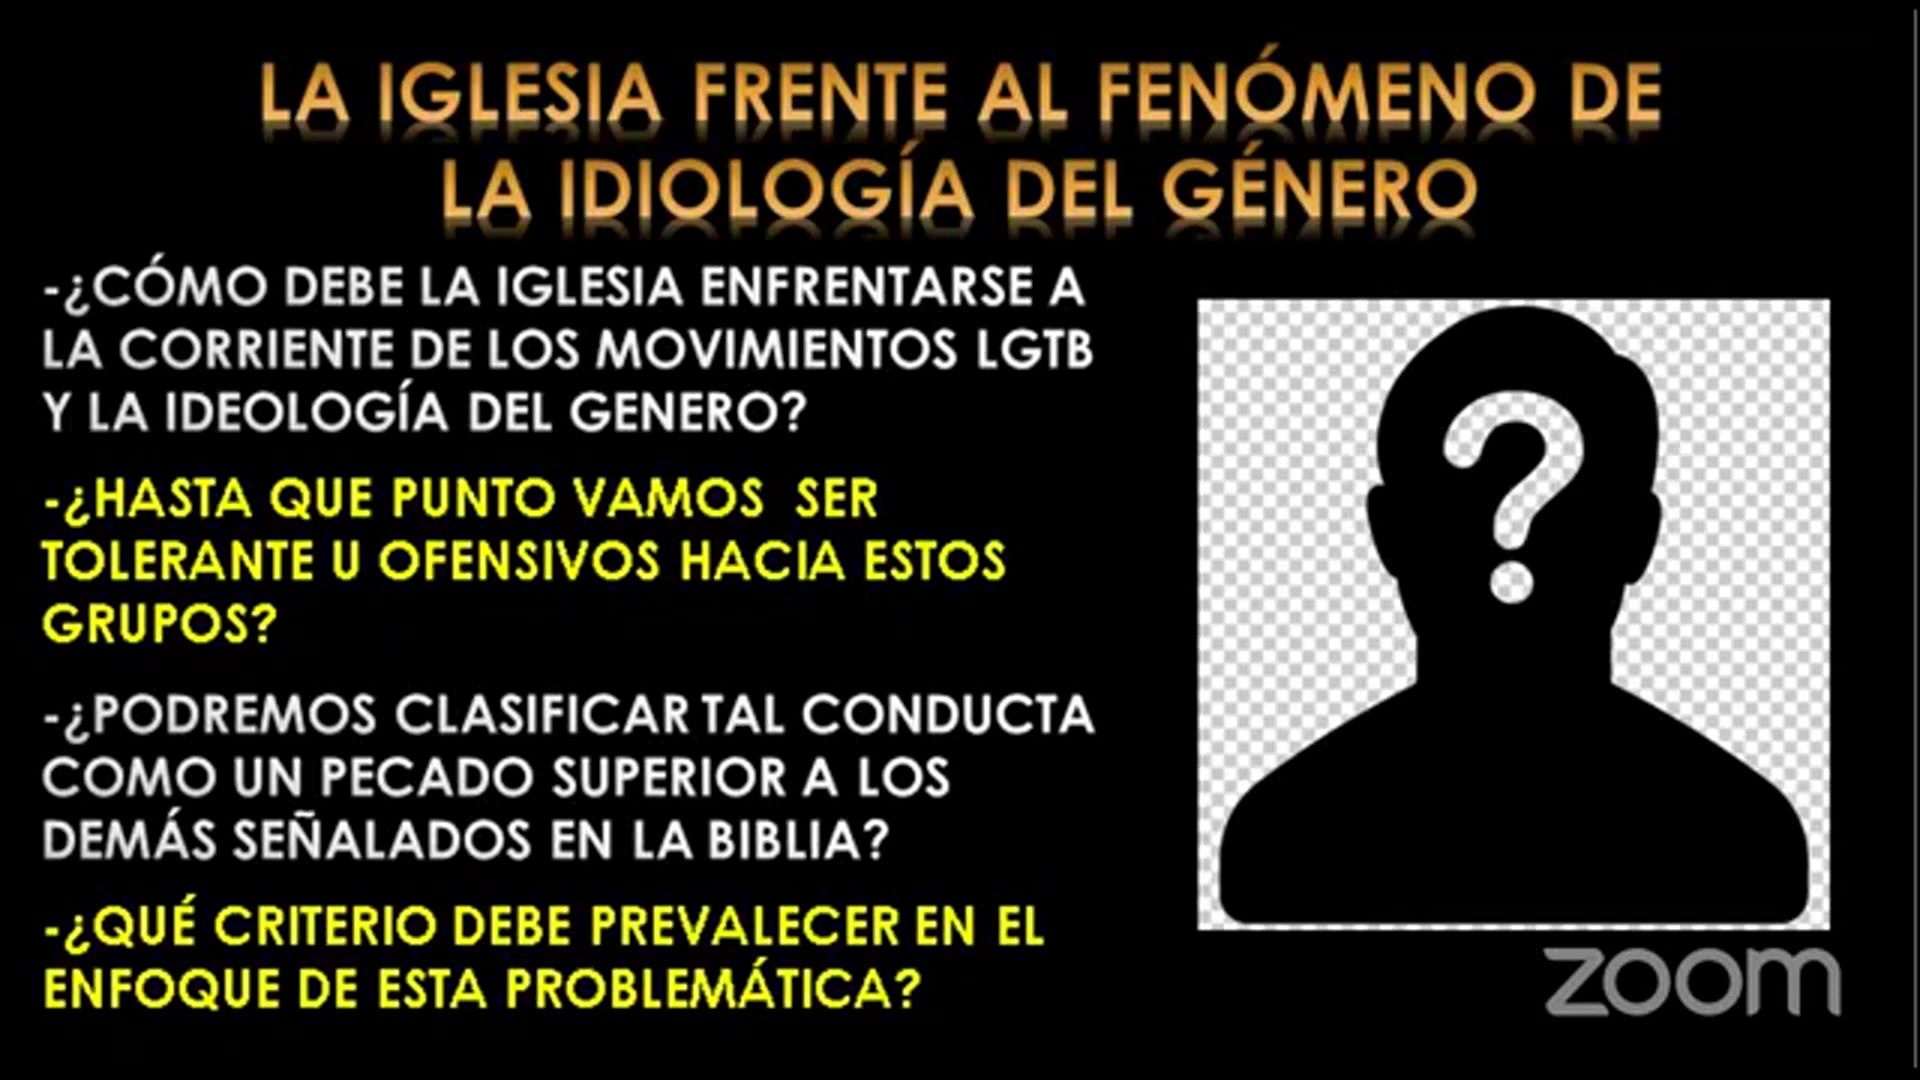 LA IGLESIA FRENTE AL FENÓMENO DE
LA IDIOLOGÍA DEL GÉNERO
-¿CÓMO DEBE LA IGLESIA ENFRENTARSE A
LA CORRIENTE DE LOS MOVIMIENTOS LGTB
Y LA IDEOLOGÍA DEL GENERO?
-¿HASTA QUE PUNTO VAMOS SER
TOLERANTE U OFENSIVOS HACIA ESTOS
GRUPOS?
-¿PODREMOS CLASIFICAR TAL CONDUCTA
COMO UN PECADO SUPERIOR A LOS
DEMÁS SEÑALADOS EN LA BIBLIA?
-¿QUÉ CRITERIO DEBE PREVALECER EN EL
ENFOQUE DE ESTA PROBLEMÁTICA?
?
zoom